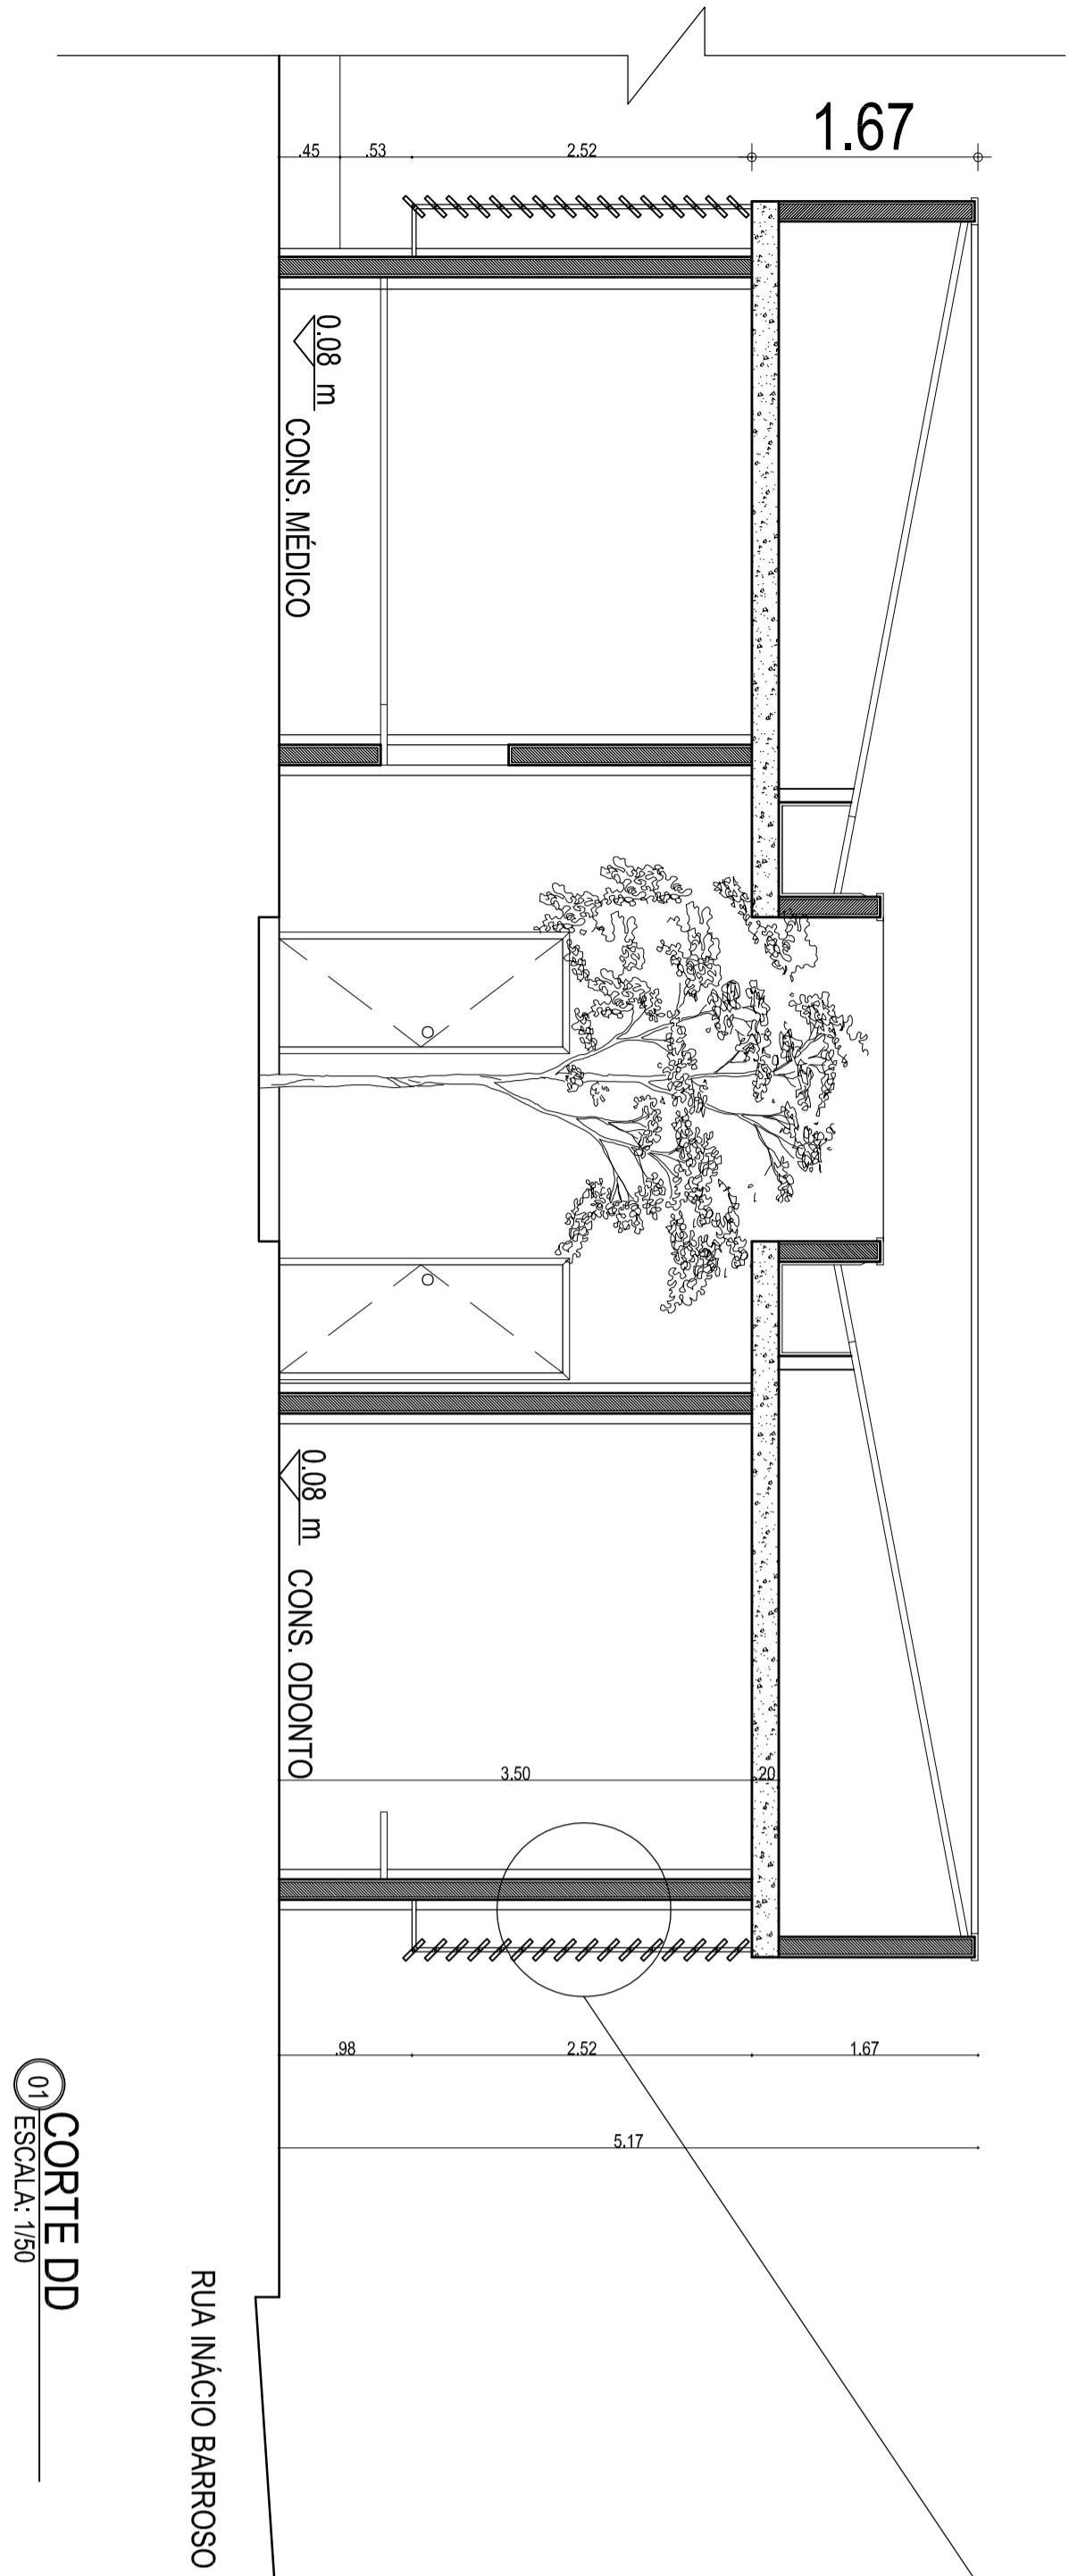 1.67
.45
.53
2.52
0.08 m
CONS. MÉDICO
0.08 m
CONS. ODONTO
3.50
.20
.98
2.52
1.67
5.17
01
CORTE DD
ESCALA: 1/50
RUA INÁCIO BARROSO